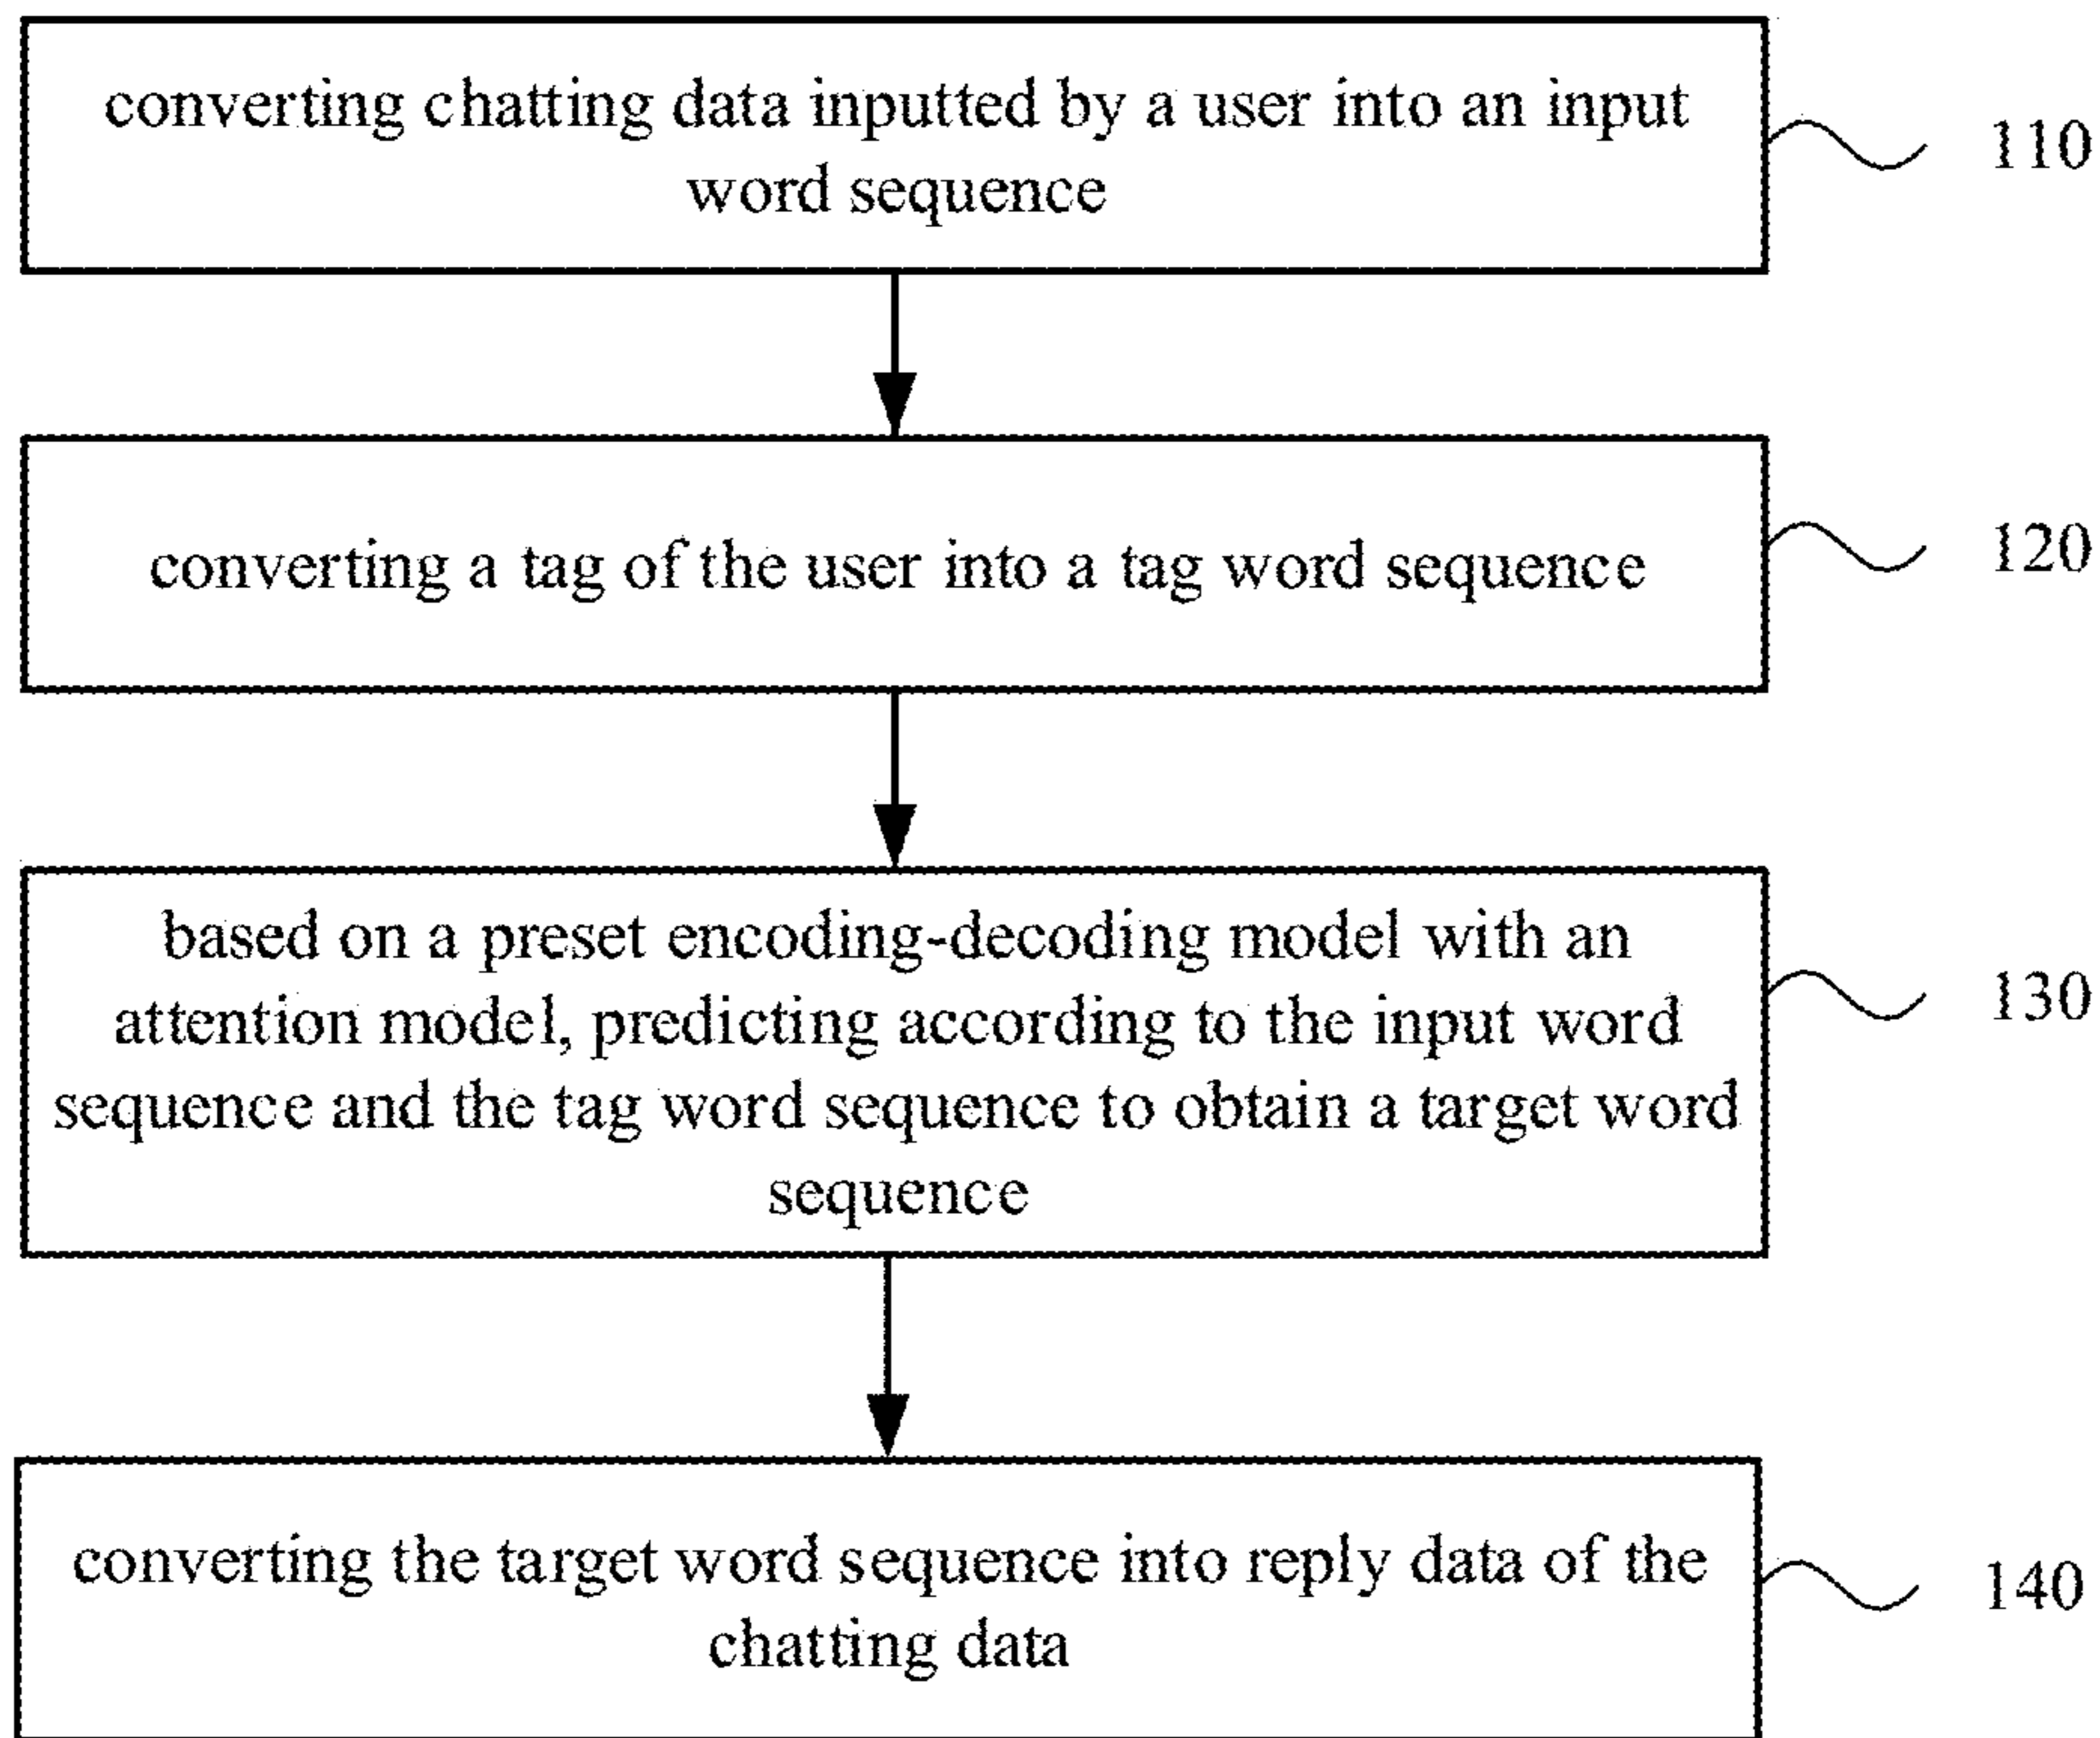 converting chatting data inputted by a user into an input
word sequence
110
converting a tag of the user into a tag word sequence
120
based on a preset encoding-decoding model with an
attention model, predicting according to the input word
sequence and the tag word sequence to obtain a target word
sequence
130
converting the target word sequence into reply data of the
chatting data
140